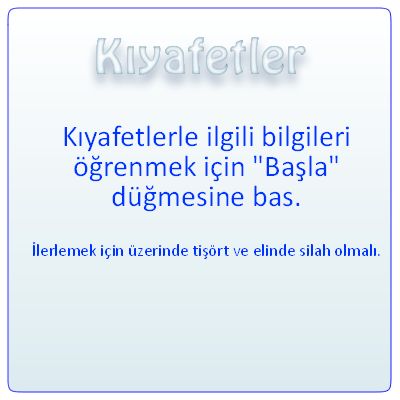 Kıyafetler
Kıyafetlerle ilgili bilgileri
öğrenmek için "Başla"
düğmesine bas.
İlerlemek için üzerinde tişört ve elinde silah olmalı.